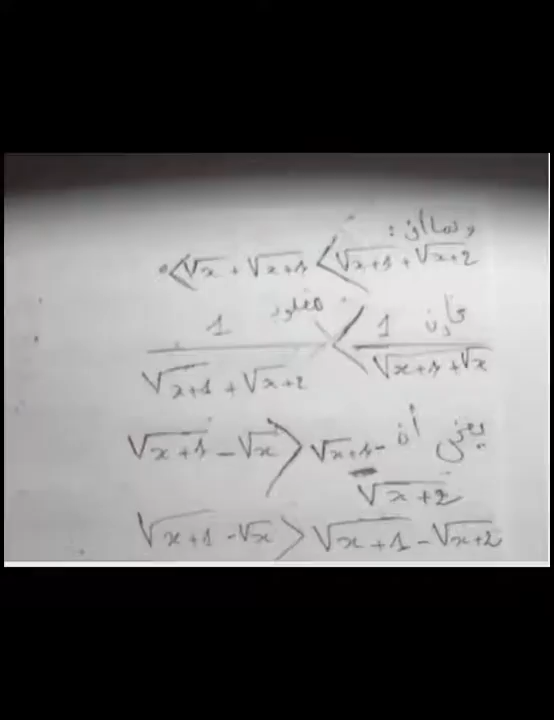 وبما أن :
0 < √x + √x+1 < √x+1 + √x+2
فإن 1/(√x+1 + √x+2) < 1/(√x+1 + √x)
يعني أن √x+1 - √x > √x+1 -
√x+2
√x+1 - √x > √x+1 - √x+2